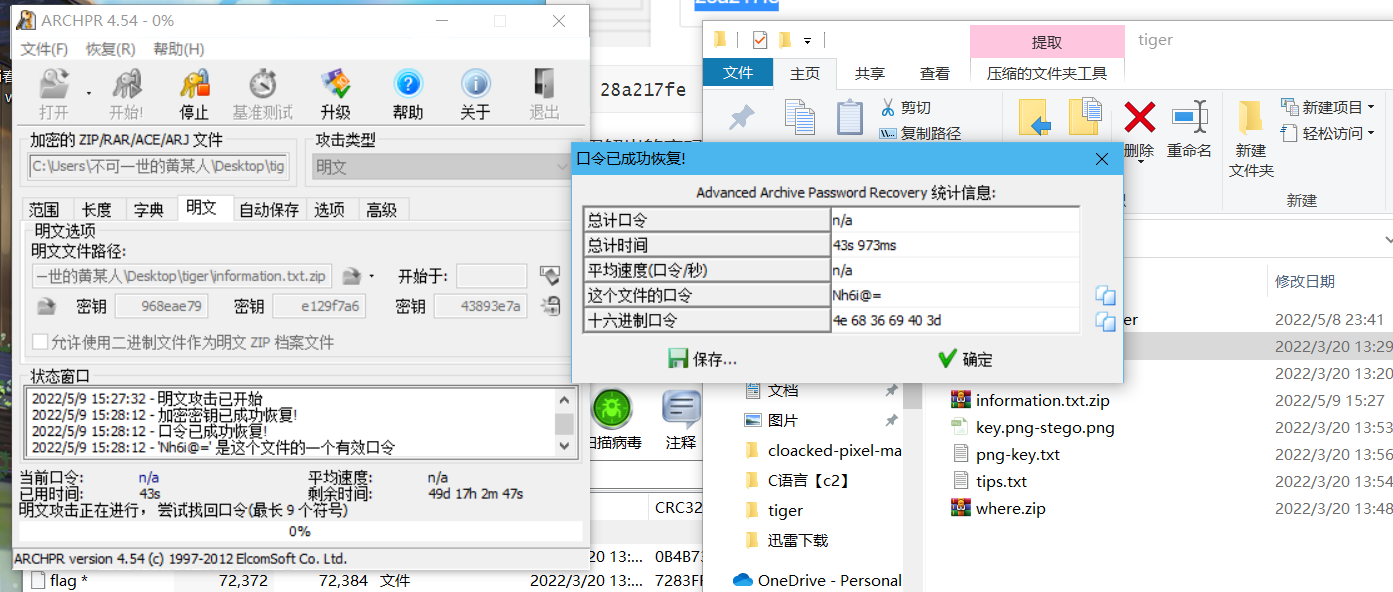 ARCHPR 4.54 - 0%
文件(F) 恢复(R) 帮助(H)
打开 开始! 停止 基准测试 升级 帮助 关于 退出
加密的 ZIP/RAR/ACE/ARJ 文件
C:\Users\不可一世的黄某人\Desktop\tig
攻击类型
明文
范围 长度 字典 明文 自动保存 选项 高级
明文选项
明文文件路径:
一世的黄某人\Desktop\tiger\information.txt.zip
开始于:
密钥 968eae79 密钥 e129f7a6 密钥 43893e7a
允许使用二进制文件作为明文 ZIP 档案文件
状态窗口
2022/5/9 15:27:32 - 明文攻击已开始
2022/5/9 15:28:12 - 加密密钥已成功恢复!
2022/5/9 15:28:12 - 口令已成功恢复!
2022/5/9 15:28:12 - 'Nh6i@=' 是这个文件的一个有效口令
当前口令: n/a 平均速度: n/a
已用时间: 43s 剩余时间: 49d 17h 2m 47s
明文攻击正在进行，尝试找回口令(最长 9 个符号)
0%
ARCHPR version 4.54 (c) 1997-2012 ElcomSoft Co. Ltd.
flag * 72,372 72,384 文件 2022/3/20 13:... 7283FF
28a217fe
口令已成功恢复!
Advanced Archive Password Recovery 统计信息:
总计口令 n/a
总计时间 43s 973ms
平均速度(口令/秒) n/a
这个文件的口令 Nh6i@=
十六进制口令 4e 68 36 69 40 3d
保存... 确定
扫描病毒 注释
CRC32
20 13:... 0B4B73
提取 tiger
文件 主页 共享 查看 压缩的文件夹工具
剪切
复制路径
删除 重命名
新建
文件夹
新建项目
轻松访问
新建
修改日期
er 2022/5/8 23:41
2022/3/20 13:29
2022/3/20 13:20
information.txt.zip 2022/5/9 15:27
key.png-stego.png 2022/3/20 13:53
png-key.txt 2022/3/20 13:56
tips.txt 2022/3/20 13:54
where.zip 2022/3/20 13:48
文档
图片
cloacked-pixel-ma
C语言【c2】
tiger
迅雷下载
OneDrive - Personal